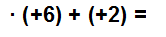 · (+6) + (+2) =